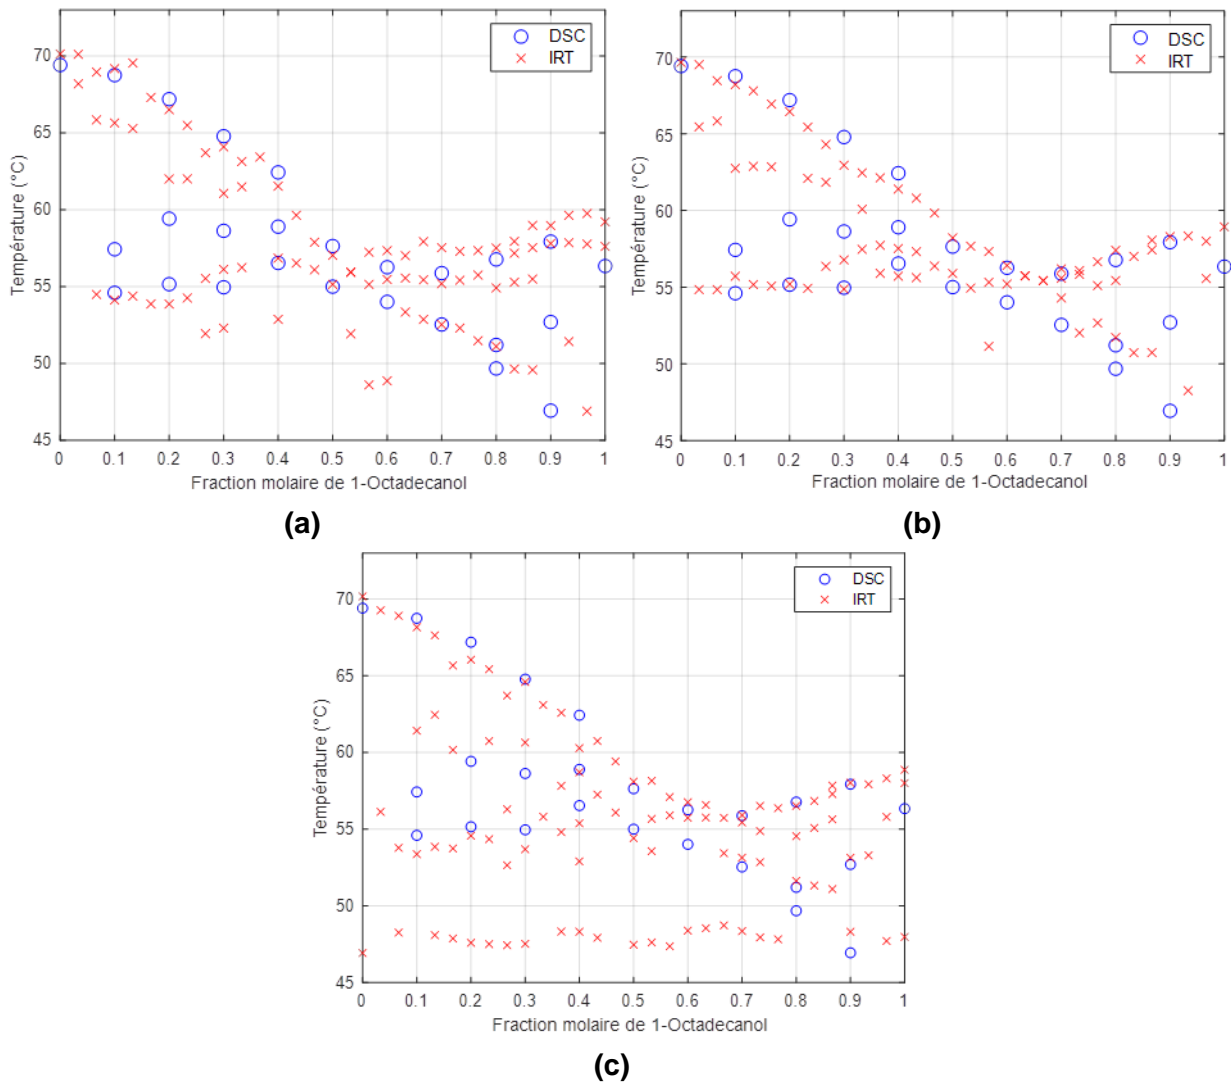 DSC
IRT
70
65
60
55
50
45
Température (°C)
0 0.1 0.2 0.3 0.4 0.5 0.6 0.7 0.8 0.9 1
Fraction molaire de 1-Octadecanol
(a)
DSC
IRT
70
65
60
55
50
45
Température (°C)
0 0.1 0.2 0.3 0.4 0.5 0.6 0.7 0.8 0.9 1
Fraction molaire de 1-Octadecanol
(b)
DSC
IRT
70
65
60
55
50
45
Température (°C)
0 0.1 0.2 0.3 0.4 0.5 0.6 0.7 0.8 0.9 1
Fraction molaire de 1-Octadecanol
(c)